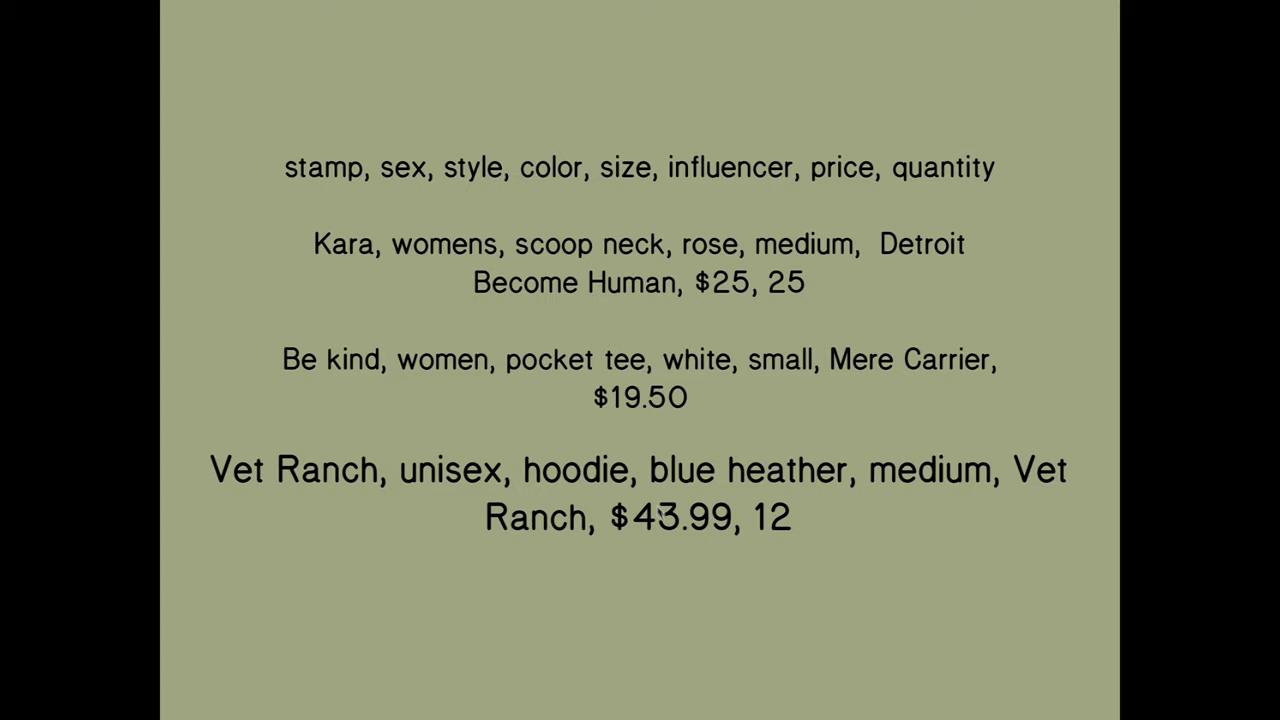 stamp, sex, style, color, size, influencer, price, quantity
Kara, womens, scoop neck, rose, medium,  Detroit
Become Human, $25, 25
Be kind, women, pocket tee, white, small, Mere Carrier,
$19.50
Vet Ranch, unisex, hoodie, blue heather, medium, Vet
Ranch, $43.99, 12